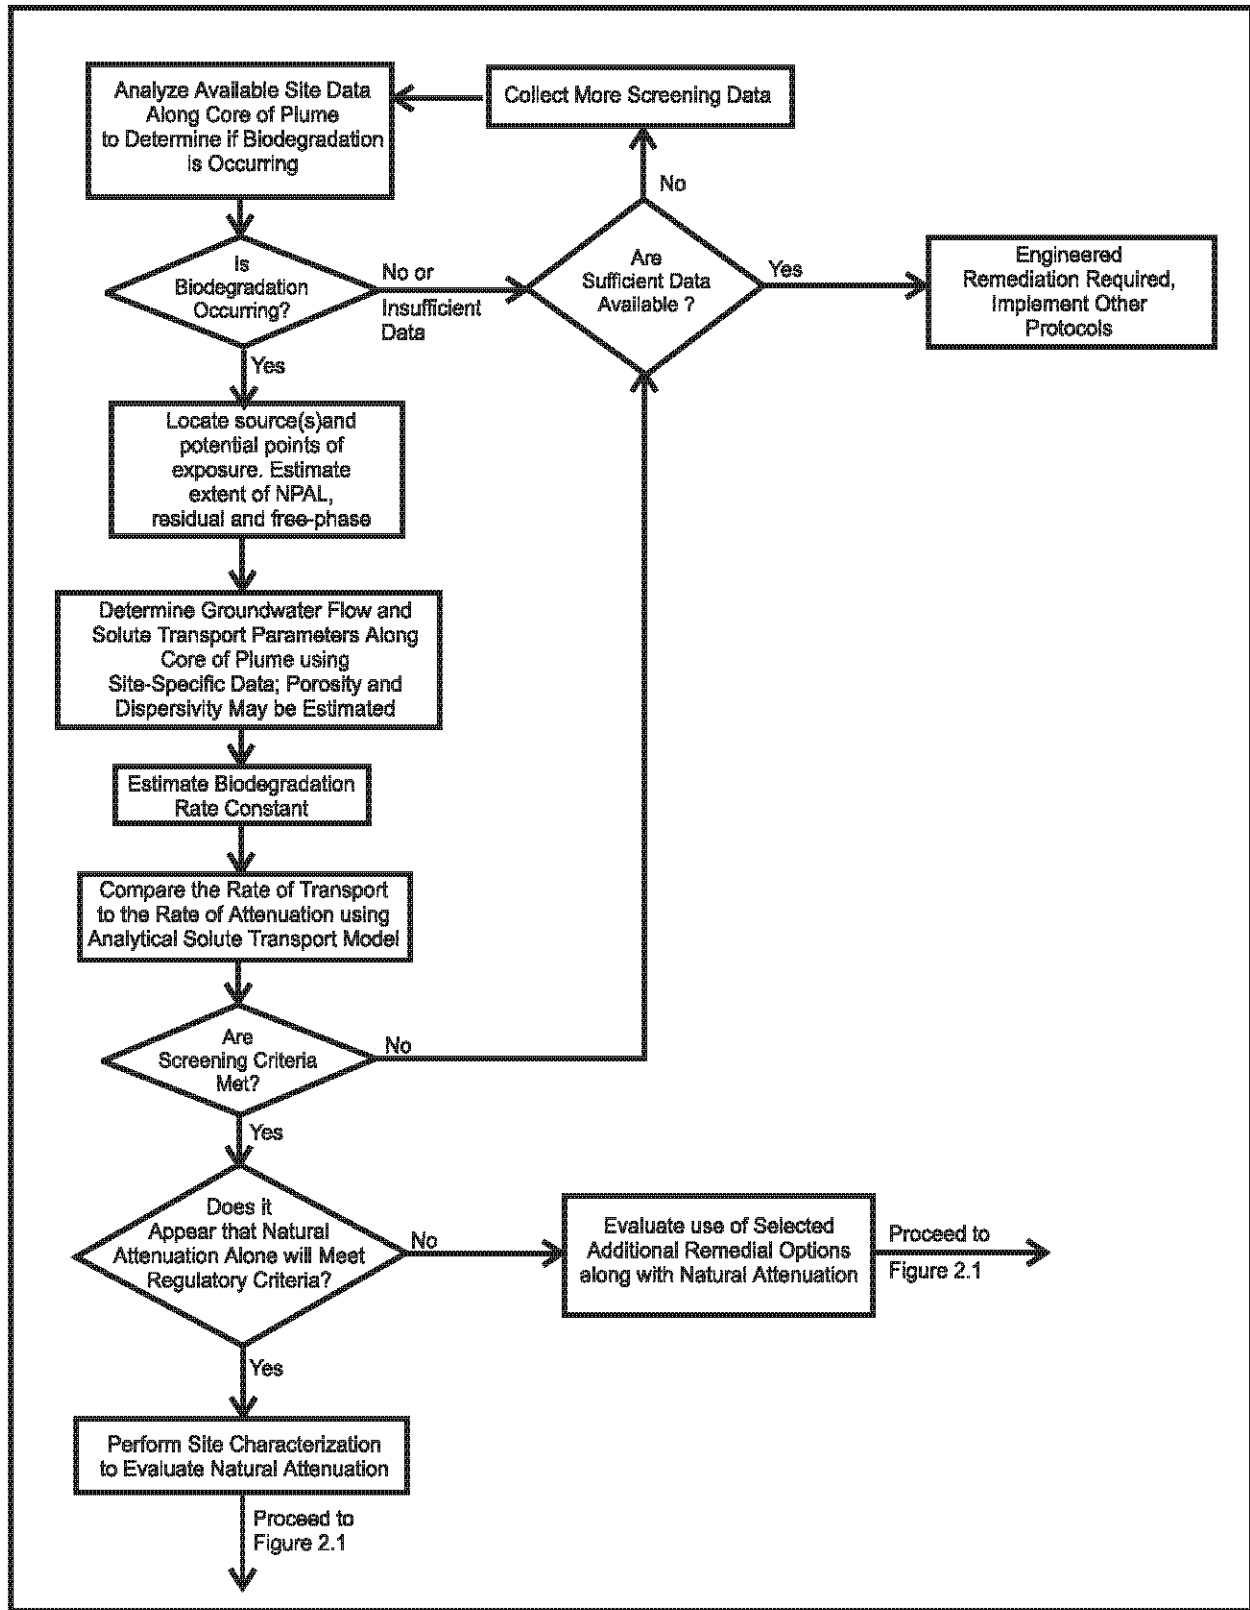 Analyze Available Site Data
Along Core of Plume
to Determine if Biodegradation
is Occurring
Collect More Screening Data
No
Is
Biodegradation
Occurring?
No or
Insufficient
Data
Are
Sufficient Data
Available ?
Yes
Engineered
Remediation Required,
Implement Other
Protocols
Yes
Locate source(s)and
potential points of
exposure. Estimate
extent of NPAL,
residual and free-phase
Determine Groundwater Flow and
Solute Transport Parameters Along
Core of Plume using
Site-Specific Data; Porosity and
Dispersivity May be Estimated
Estimate Biodegradation
Rate Constant
Compare the Rate of Transport
to the Rate of Attenuation using
Analytical Solute Transport Model
Are
Screening Criteria
Met?
No
Yes
Does it
Appear that Natural
Attenuation Alone will Meet
Regulatory Criteria?
No
Evaluate use of Selected
Additional Remedial Options
along with Natural Attenuation
Proceed to
Figure 2.1
Yes
Perform Site Characterization
to Evaluate Natural Attenuation
Proceed to
Figure 2.1